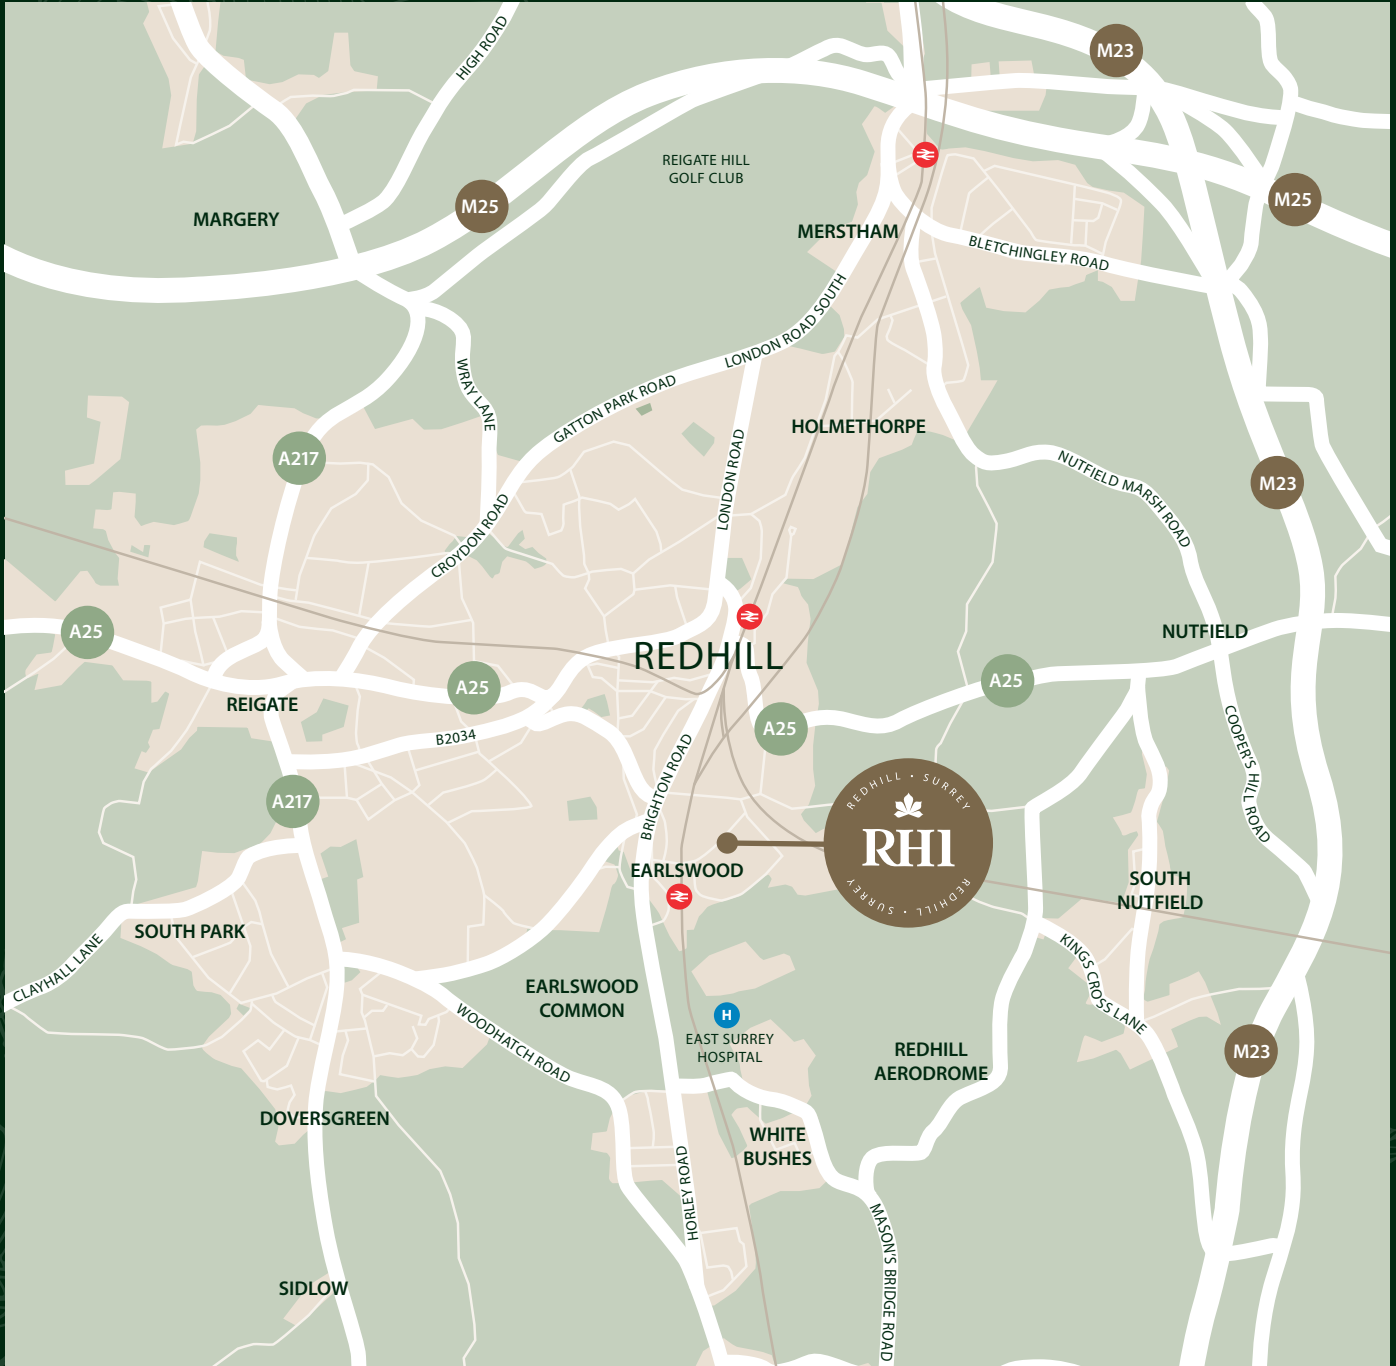 HIGH ROAD
M23
REIGATE HILL
GOLF CLUB
M25
M25
MARGERY
MERSTHAM
BLETCHINGLEY ROAD
LONDON ROAD SOUTH
WRAY LANE
GATTON PARK ROAD
HOLMETHORPE
A217
LONDON ROAD
NUTFIELD MARSH ROAD
M23
CROYDON ROAD
A25
NUTFIELD
REDHILL
A25
A25
REIGATE
A25
B2034
COOPER'S HILL ROAD
BRIGHTON ROAD
A217
REDHILL • SURREY
RH1
REDHILL • SURREY
EARLSWOOD
SOUTH
NUTFIELD
SOUTH PARK
CLAYHALL LANE
KINGS CROSS LANE
EARLSWOOD
COMMON
H
EAST SURREY
HOSPITAL
WOODHATCH ROAD
REDHILL
AERODROME
M23
DOVERSGREEN
WHITE
BUSHES
HORLEY ROAD
MASON'S BRIDGE ROAD
SIDLOW